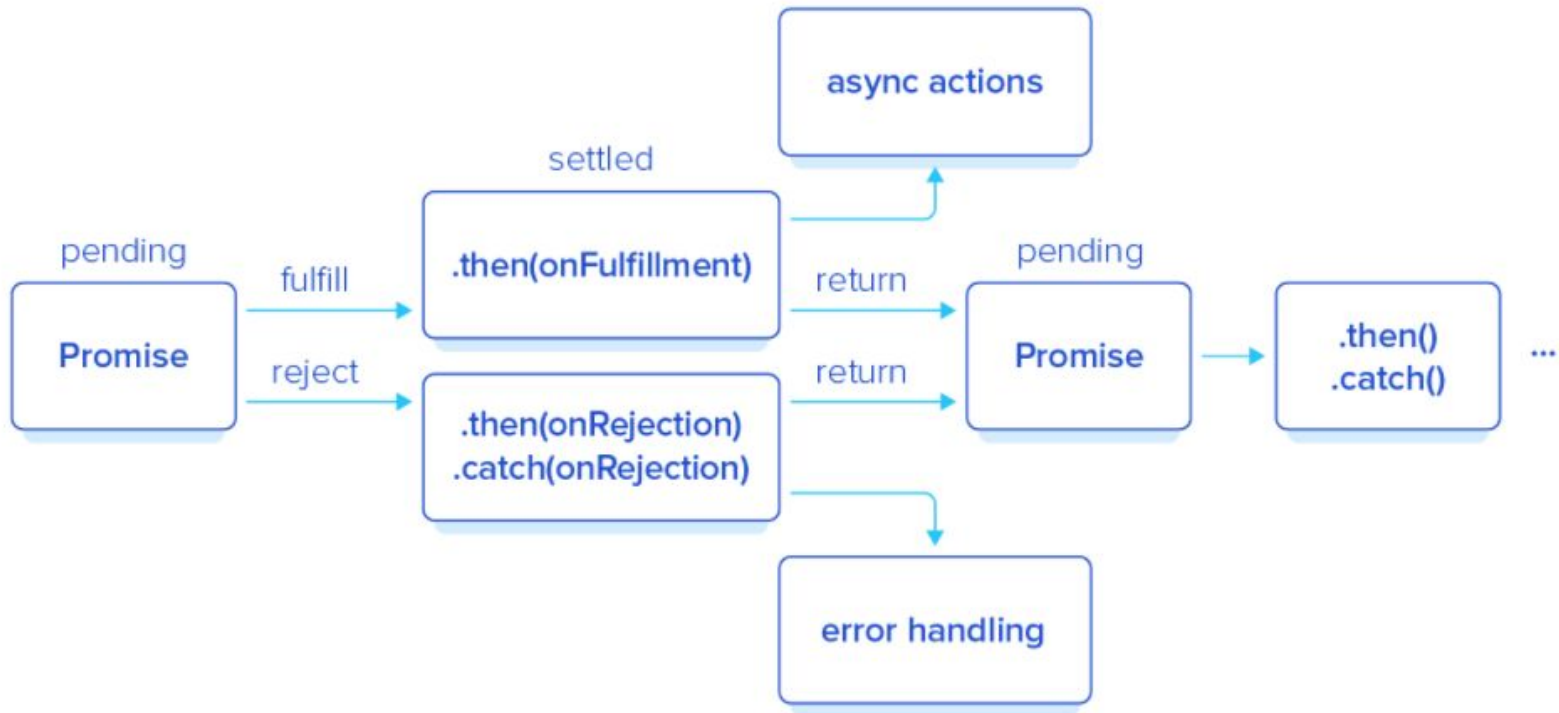 async actions
settled
.then(onFulfillment)
pending
fulfill
return
pending
Promise
reject
.then(onRejection)
.catch(onRejection)
return
Promise
.then()
.catch()
...
error handling